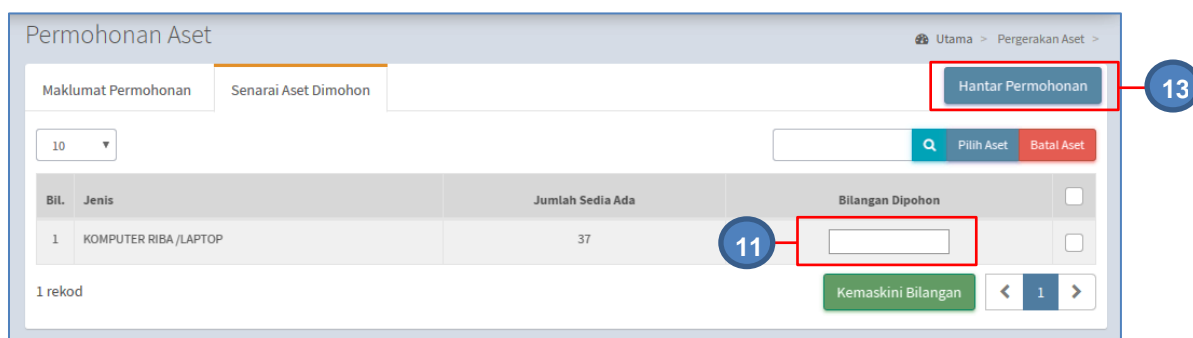 Permohonan Aset
Utama > Pergerakan Aset >
Maklumat Permohonan Senarai Aset Dimohon Hantar Permohonan
13
10 Pilih Aset Batal Aset
Bil. Jenis Jumlah Sedia Ada Bilangan Dipohon
1 KOMPUTER RIBA /LAPTOP 37
11
1 rekod Kemaskini Bilangan < 1 >